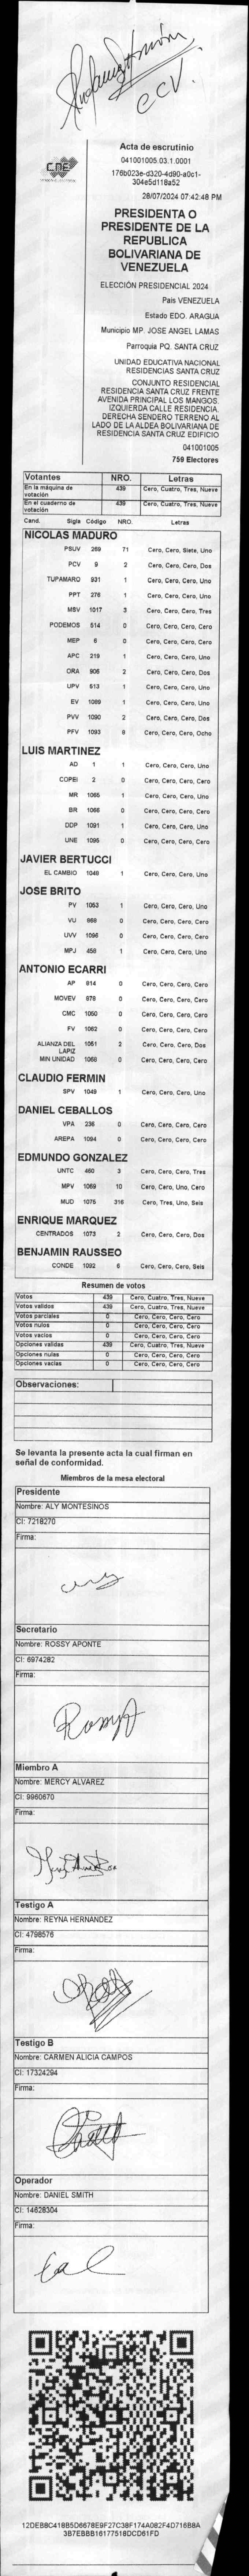 CCV.
CNE
Acta de escrutinio
041001005.03.1.0001
176b023e-d320-4d90-a0c1-
304e5d118a52
28/07/2024 07:42:48 PM
PRESIDENTA O
PRESIDENTE DE LA
REPUBLICA
BOLIVARIANA DE
VENEZUELA
ELECCIÓN PRESIDENCIAL 2024
País VENEZUELA
Estado EDO. ARAGUA
Municipio MP. JOSE ANGEL LAMAS
Parroquia PQ. SANTA CRUZ
UNIDAD EDUCATIVA NACIONAL
RESIDENCIAS SANTA CRUZ
CONJUNTO RESIDENCIAL
RESIDENCIA SANTA CRUZ FRENTE
AVENIDA PRINCIPAL LOS MANGOS.
IZQUIERDA CALLE RESIDENCIA.
DERECHA SENDERO TERRENO AL
LADO DE LA ALDEA BOLIVARIANA DE
RESIDENCIA SANTA CRUZ EDIFICIO
041001005
759 Electores
Votantes NRO. Letras
En la máquina de votación 439 Cero, Cuatro, Tres, Nueve
En el cuaderno de votación 439 Cero, Cuatro, Tres, Nueve
Cand. Sigla Código NRO. Letras
NICOLAS MADURO
PSUV 269 71 Cero, Cero, Siete, Uno
PCV 9 2 Cero, Cero, Cero, Dos
TUPAMARO 931 1 Cero, Cero, Cero, Uno
PPT 276 1 Cero, Cero, Cero, Uno
MSV 1017 3 Cero, Cero, Cero, Tres
PODEMOS 514 0 Cero, Cero, Cero, Cero
MEP 6 0 Cero, Cero, Cero, Cero
APC 219 1 Cero, Cero, Cero, Uno
ORA 906 2 Cero, Cero, Cero, Dos
UPV 513 1 Cero, Cero, Cero, Uno
EV 1089 1 Cero, Cero, Cero, Uno
PVV 1090 2 Cero, Cero, Cero, Dos
PFV 1093 8 Cero, Cero, Cero, Ocho
LUIS MARTINEZ
AD 1 1 Cero, Cero, Cero, Uno
COPEI 2 0 Cero, Cero, Cero, Cero
MR 1065 1 Cero, Cero, Cero, Uno
BR 1066 0 Cero, Cero, Cero, Cero
DDP 1091 1 Cero, Cero, Cero, Uno
UNE 1095 0 Cero, Cero, Cero, Cero
JAVIER BERTUCCI
EL CAMBIO 1048 1 Cero, Cero, Cero, Uno
JOSE BRITO
PV 1053 1 Cero, Cero, Cero, Uno
VU 868 0 Cero, Cero, Cero, Cero
UVV 1096 0 Cero, Cero, Cero, Cero
MPJ 458 1 Cero, Cero, Cero, Uno
ANTONIO ECARRI
AP 914 0 Cero, Cero, Cero, Cero
MOVEV 878 0 Cero, Cero, Cero, Cero
CMC 1050 0 Cero, Cero, Cero, Cero
FV 1062 0 Cero, Cero, Cero, Cero
ALIANZA DEL LAPIZ 1061 2 Cero, Cero, Cero, Dos
MIN UNIDAD 1058 0 Cero, Cero, Cero, Cero
CLAUDIO FERMIN
SPV 1049 1 Cero, Cero, Cero, Uno
DANIEL CEBALLOS
VPA 236 0 Cero, Cero, Cero, Cero
AREPA 1094 0 Cero, Cero, Cero, Cero
EDMUNDO GONZALEZ
UNTC 460 3 Cero, Cero, Cero, Tres
MPV 1069 10 Cero, Cero, Uno, Cero
MUD 1075 316 Cero, Tres, Uno, Seis
ENRIQUE MARQUEZ
CENTRADOS 1073 2 Cero, Cero, Cero, Dos
BENJAMIN RAUSSEO
CONDE 1092 6 Cero, Cero, Cero, Seis
Resumen de votos
Votos 439 Cero, Cuatro, Tres, Nueve
Votos validos 439 Cero, Cuatro, Tres, Nueve
Votos parciales 0 Cero, Cero, Cero, Cero
Votos nulos 0 Cero, Cero, Cero, Cero
Votos vacíos 0 Cero, Cero, Cero, Cero
Opciones validas 439 Cero, Cuatro, Tres, Nueve
Opciones nulas 0 Cero, Cero, Cero, Cero
Opciones vacías 0 Cero, Cero, Cero, Cero
Observaciones:
Se levanta la presente acta la cual firman en
señal de conformidad.
Miembros de la mesa electoral
Presidente
Nombre: ALY MONTESINOS
CI: 7218270
Firma:
Secretario
Nombre: ROSSY APONTE
CI: 6974282
Firma:
Miembro A
Nombre: MERCY ALVAREZ
CI: 9960670
Firma:
Testigo A
Nombre: REYNA HERNANDEZ
CI: 4798576
Firma:
Testigo B
Nombre: CARMEN ALICIA CAMPOS
CI: 17324294
Firma:
Operador
Nombre: DANIEL SMITH
CI: 14628304
Firma:
12DEB8C418B5D6678E9F27C38F174A082F4D716B8A
3B7EBBB16177518DCD61FD